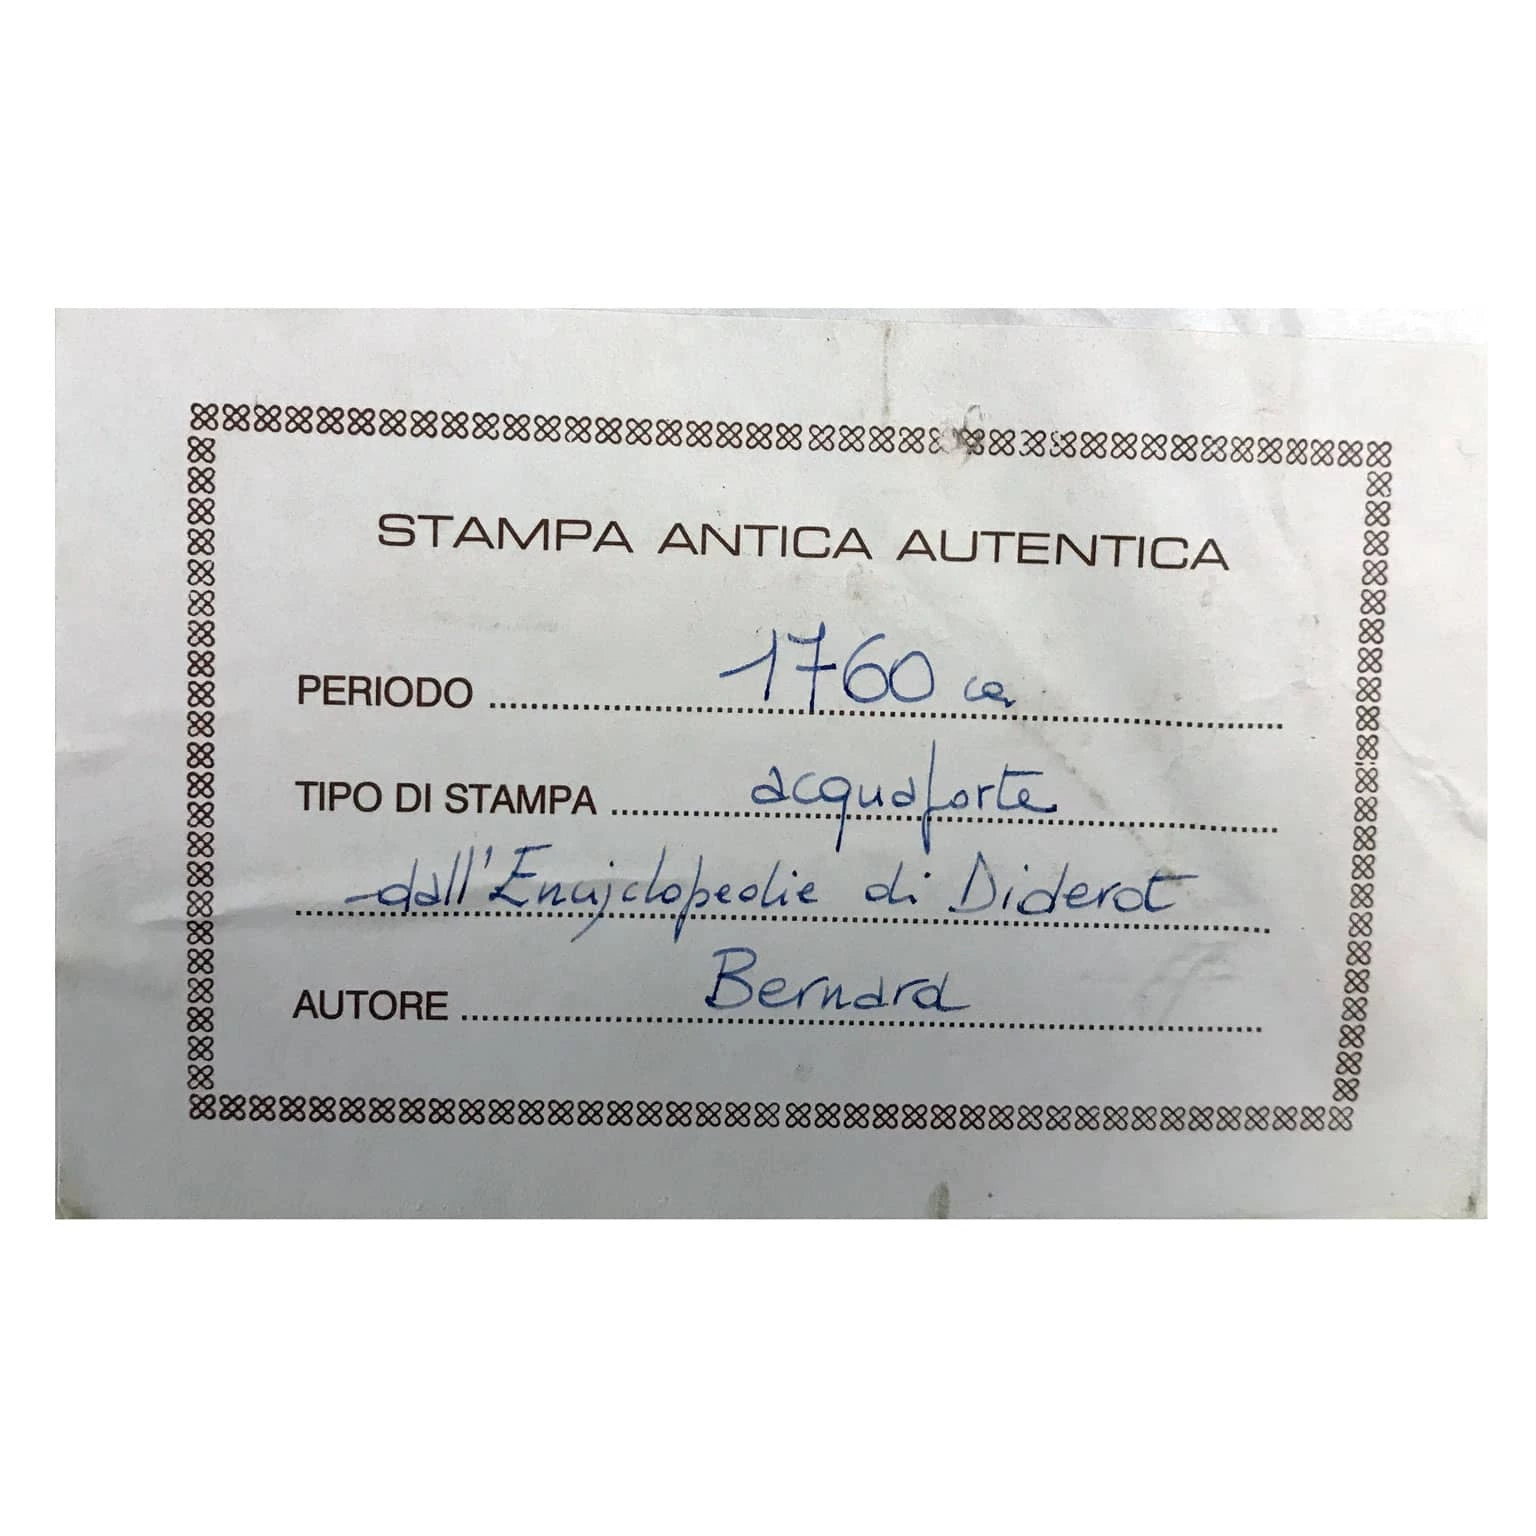 STAMPA ANTICA AUTENTICA
PERIODO 1760 ca
TIPO DI STAMPA acquaforte
dall'Encyclopedie di Diderot
AUTORE Bernard